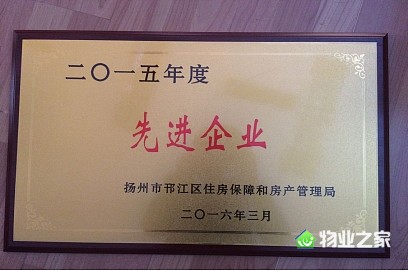 二〇一五年度
先进企业
扬州市邗江区住房保障和房产管理局
二〇一六年三月
物业之家